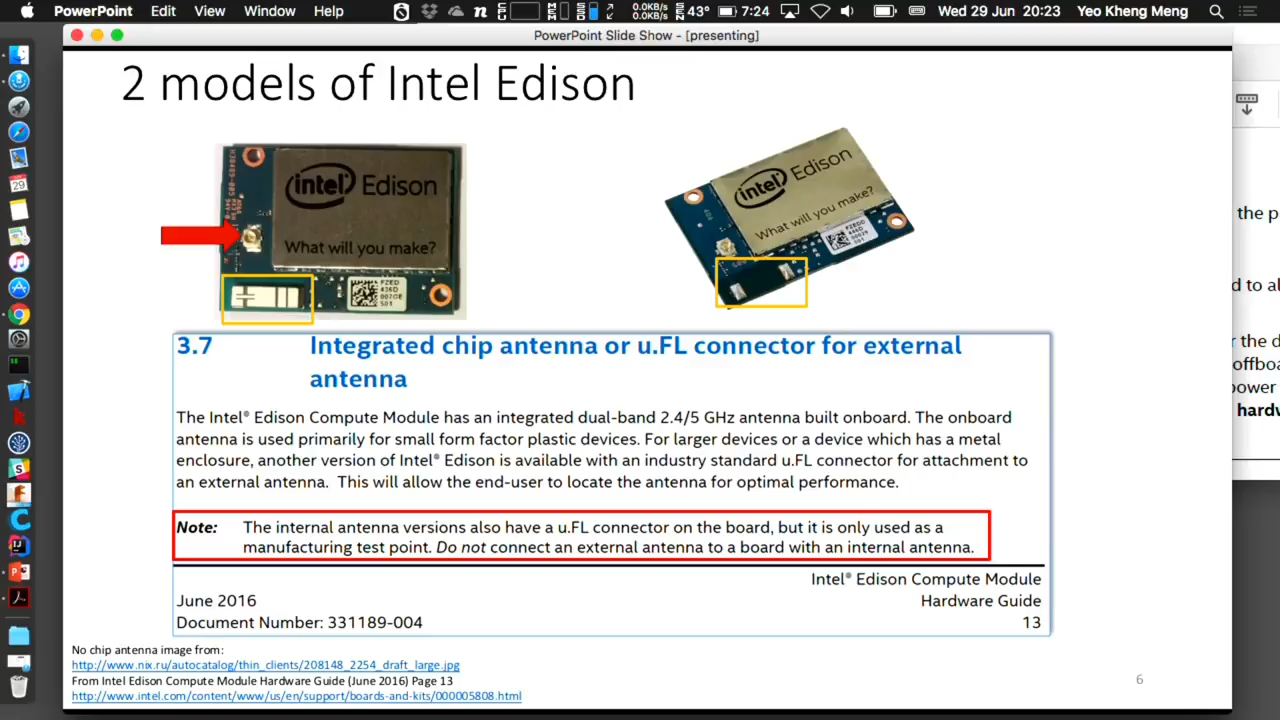 PowerPoint Edit View Window Help 0.0KB/s 0.0KB/s 43° 7:24 Wed 29 Jun 20:23 Yeo Kheng Meng
PowerPoint Slide Show - [presenting]
2 models of Intel Edison
intel Edison
What will you make?
FZED
436D
501
intel Edison
What will you make?
FZED
501
the p
d to al
r the d
offboa
power
hardw
3.7 Integrated chip antenna or u.FL connector for external
antenna
The Intel® Edison Compute Module has an integrated dual-band 2.4/5 GHz antenna built onboard. The onboard
antenna is used primarily for small form factor plastic devices. For larger devices or a device which has a metal
enclosure, another version of Intel® Edison is available with an industry standard u.FL connector for attachment to
an external antenna. This will allow the end-user to locate the antenna for optimal performance.
Note: The internal antenna versions also have a u.FL connector on the board, but it is only used as a
manufacturing test point. Do not connect an external antenna to a board with an internal antenna.
Intel® Edison Compute Module
June 2016 Hardware Guide
Document Number: 331189-004 13
No chip antenna image from:
http://www.nix.ru/autocatalog/thin_clients/208148_2254_draft_large.jpg
From Intel Edison Compute Module Hardware Guide (June 2016) Page 13
http://www.intel.com/content/www/us/en/support/boards-and-kits/000005808.html
6